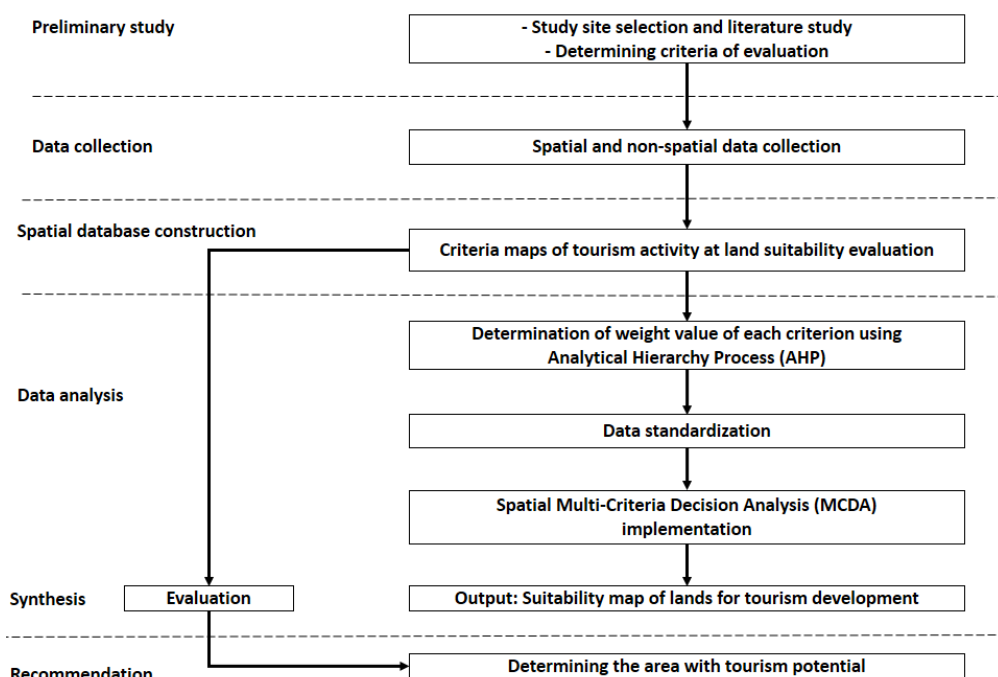 Preliminary study
- Study site selection and literature study
- Determining criteria of evaluation
Data collection
Spatial and non-spatial data collection
Spatial database construction
Criteria maps of tourism activity at land suitability evaluation
Determination of weight value of each criterion using
Analytical Hierarchy Process (AHP)
Data analysis
Data standardization
Spatial Multi-Criteria Decision Analysis (MCDA)
implementation
Synthesis
Evaluation
Output: Suitability map of lands for tourism development
Recommendation
Determining the area with tourism potential